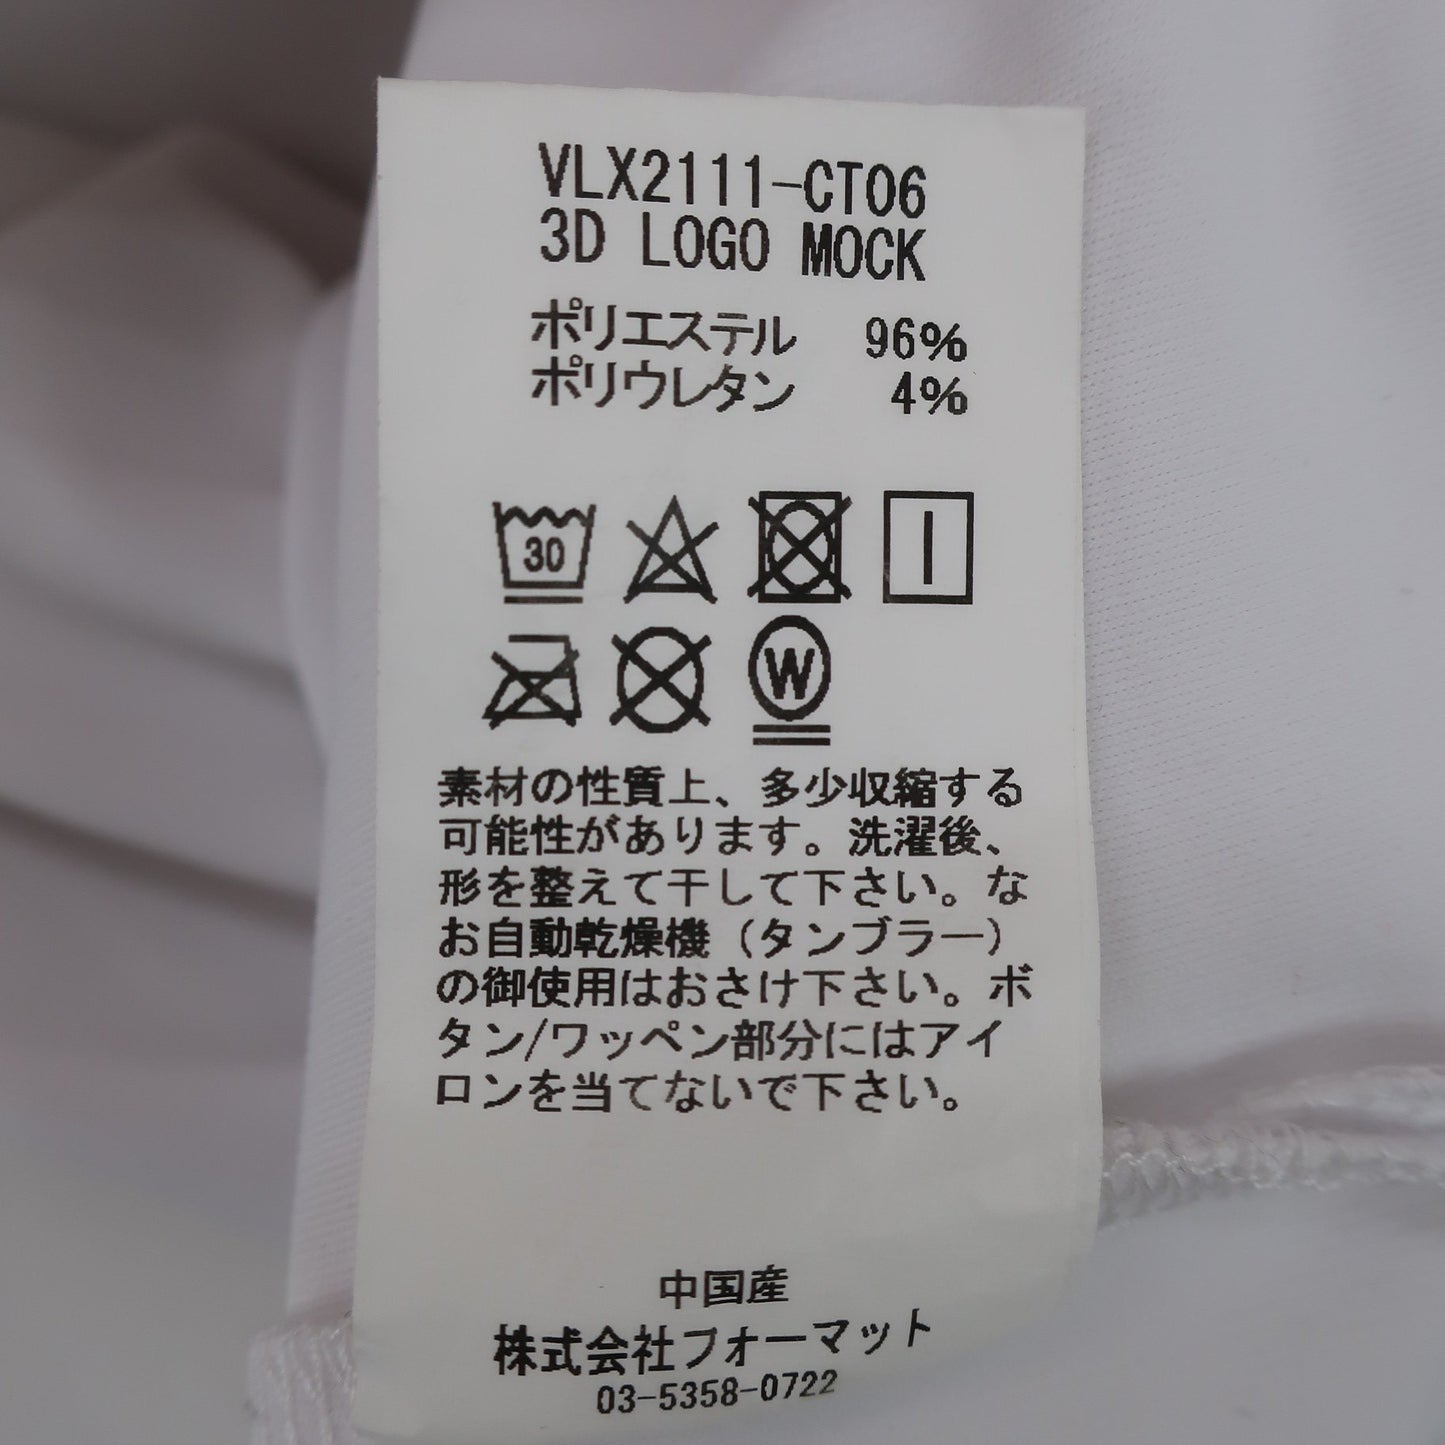 VLX2111-CT06
3D LOGO MOCK
ポリエステル 96%
ポリウレタン 4%
30
W
素材の性質上、多少収縮する
可能性があります。洗濯後、
形を整えて干して下さい。な
お自動乾燥機（タンブラー）
の御使用はおさけ下さい。ボ
タン/ワッペン部分にはアイ
ロンを当てないで下さい。
中国産
株式会社フォーマット
03-5358-0722